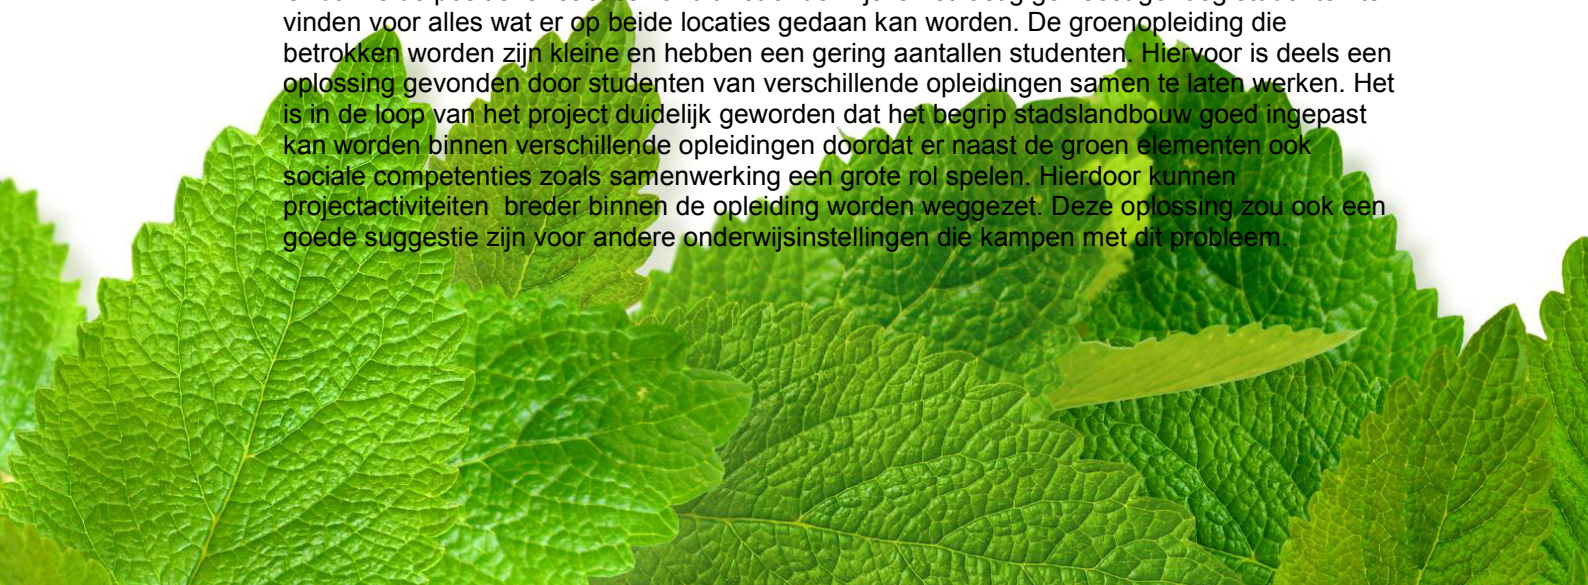 vinden voor alles wat er op beide locaties gedaan kan worden. De groenopleiding die
betrokken worden zijn kleine en hebben een gering aantallen studenten. Hiervoor is deels een
oplossing gevonden door studenten van verschillende opleidingen samen te laten werken. Het
is in de loop van het project duidelijk geworden dat het begrip stadslandbouw goed ingepast
kan worden binnen verschillende opleidingen doordat er naast de groen elementen ook
sociale competenties zoals samenwerking een grote rol spelen. Hierdoor kunnen
projectactiviteiten  breder binnen de opleiding worden weggezet. Deze oplossing zou ook een
goede suggestie zijn voor andere onderwijsinstellingen die kampen met dit probleem.